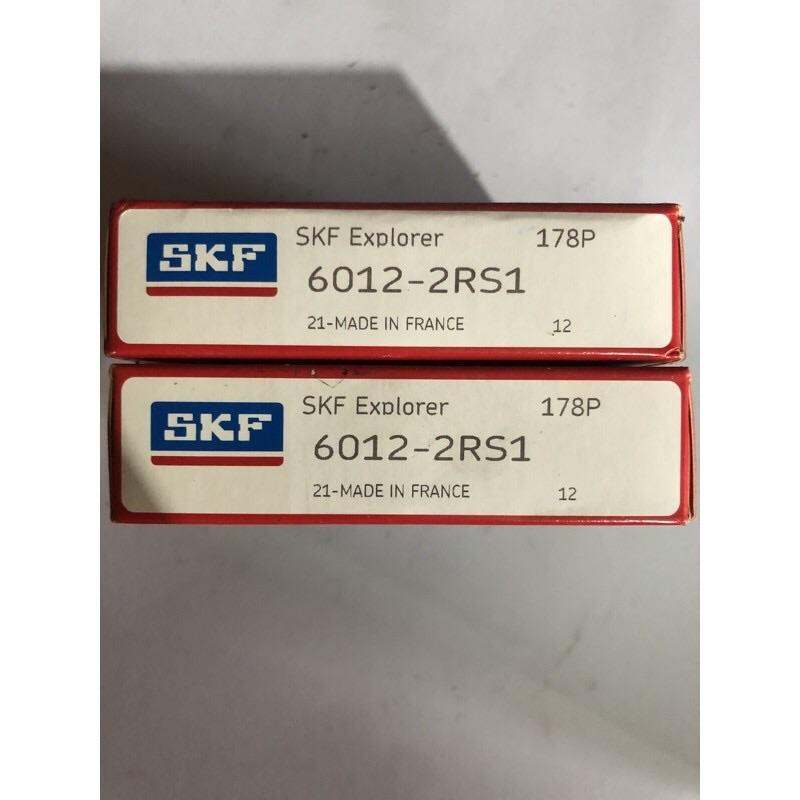 SKF
SKF Explorer 178P
6012-2RS1
21-MADE IN FRANCE 12
SKF
SKF Explorer 178P
6012-2RS1
21-MADE IN FRANCE 12